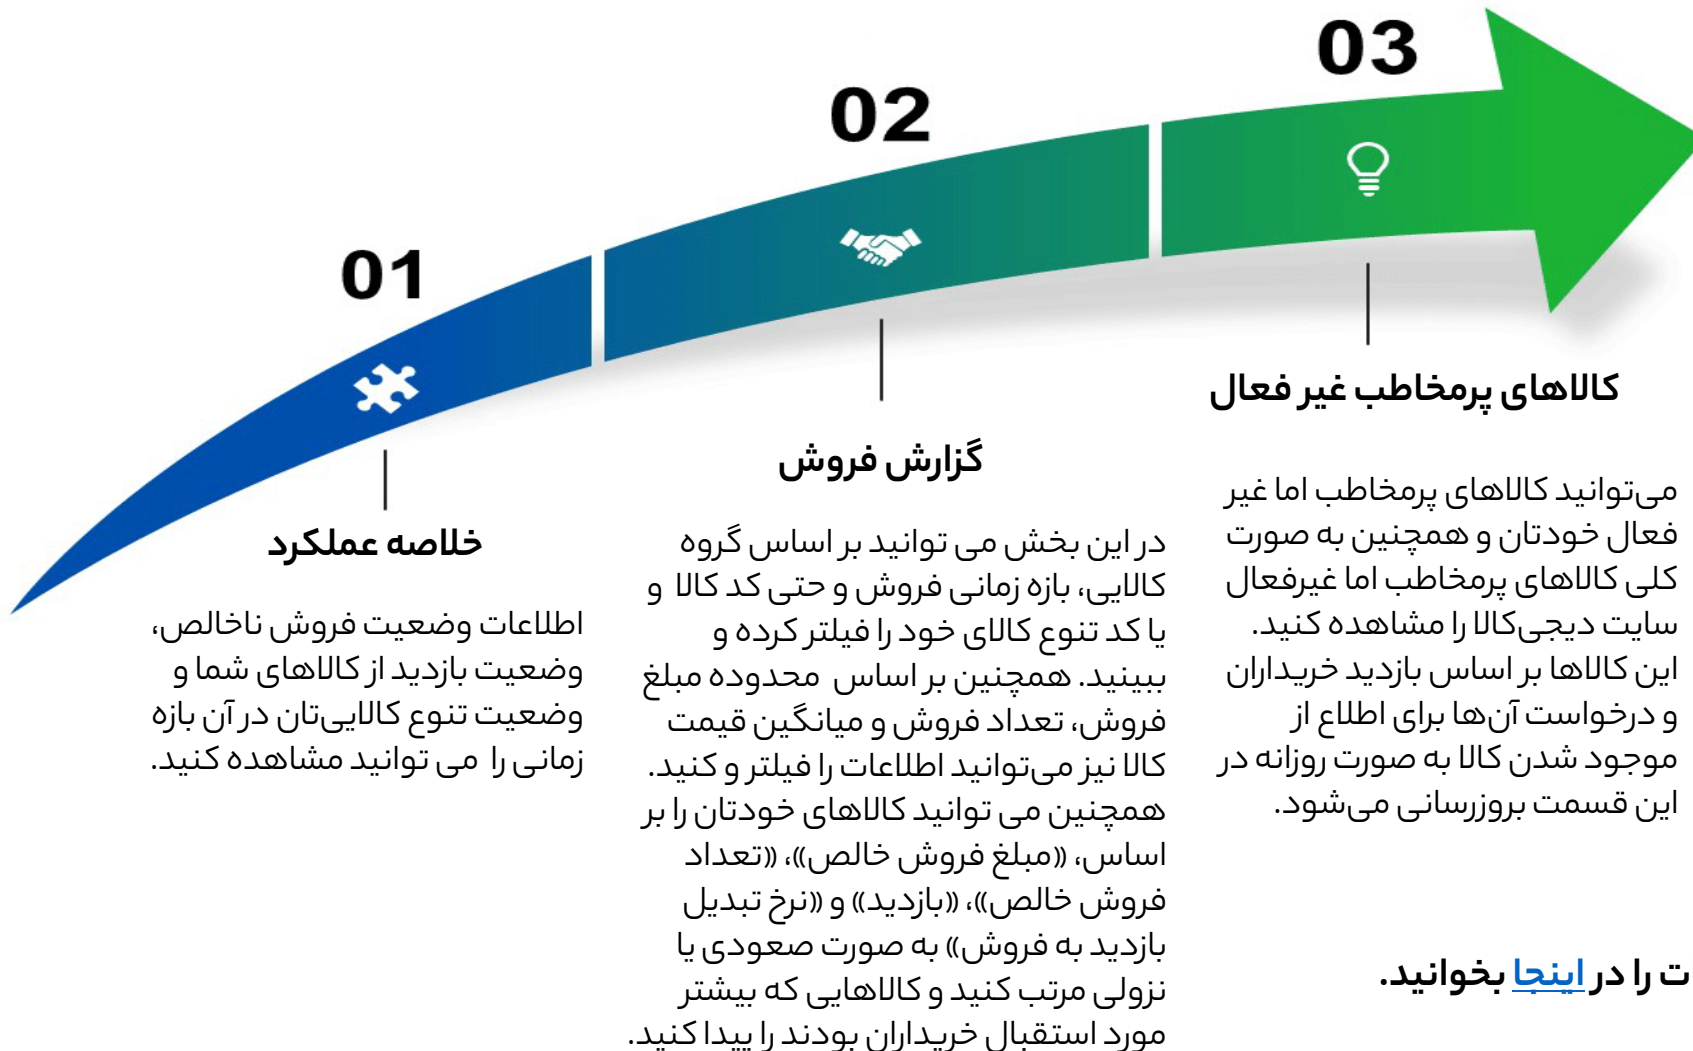 01
خلاصه عملکرد
اطلاعات وضعیت فروش ناخالص،
وضعیت بازدید از کالاهای شما و
وضعیت تنوع کالایی‌تان در آن بازه
زمانی را می توانید مشاهده کنید.
02
گزارش فروش
در این بخش می توانید بر اساس گروه
کالایی، بازه زمانی فروش و حتی کد کالا و
یا کد تنوع کالای خود را فیلتر کرده و
ببینید. همچنین بر اساس محدوده مبلغ
فروش، تعداد فروش و میانگین قیمت
کالا نیز می‌توانید اطلاعات را فیلتر و کنید.
همچنین می توانید کالاهای خودتان را بر
اساس، «مبلغ فروش خالص»، «تعداد
فروش خالص»، «بازدید» و «نرخ تبدیل
بازدید به فروش» به صورت صعودی یا
نزولی مرتب کنید و کالاهایی که بیشتر
مورد استقبال خریداران بودند را پیدا کنید.
03
کالاهای پرمخاطب غیر فعال
می‌توانید کالاهای پرمخاطب اما غیر
فعال خودتان و همچنین به صورت
کلی کالاهای پرمخاطب اما غیرفعال
سایت دیجی‌کالا را مشاهده کنید.
این کالاها بر اساس بازدید خریداران
و درخواست آن‌ها برای اطلاع از
موجود شدن کالا به صورت روزانه در
این قسمت بروزرسانی می‌شود.
ت را در اینجا بخوانید.